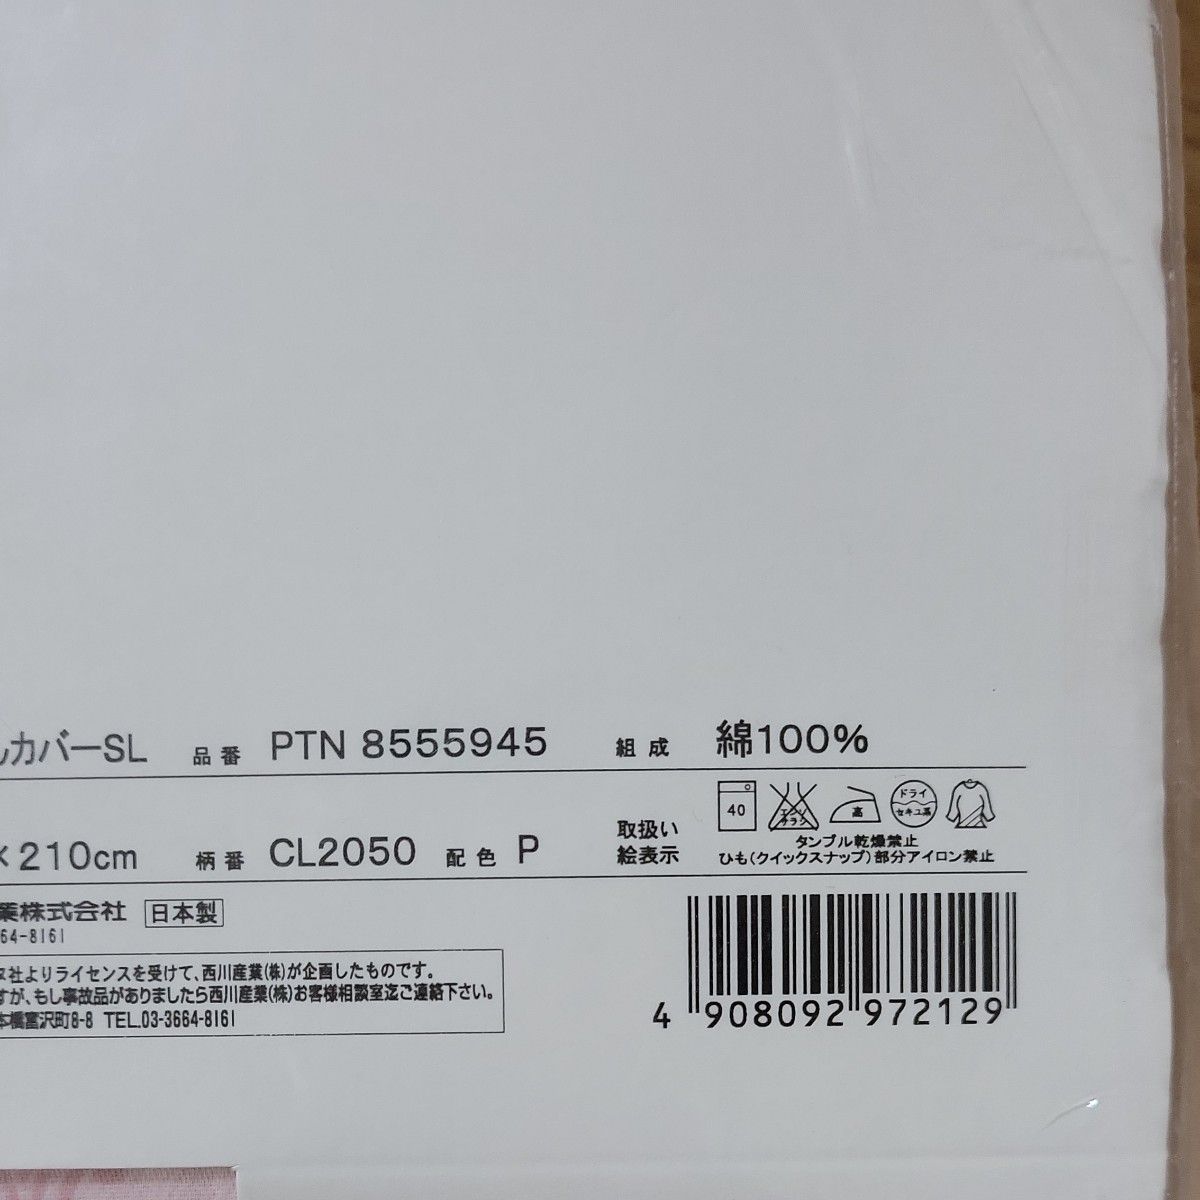 カバーSL 品番 PTN 8555945 組成 綿100%
×210cm 柄番 CL2050 配色 P 取扱い絵表示
40 エンソサラシ 高 ドライ セキユ系
タンブル乾燥禁止
ひも(クイックスナップ)部分アイロン禁止
業株式会社 日本製
64-8161
社よりライセンスを受けて、西川産業(株)が企画したものです。
すが、もし事故品がありましたら西川産業(株)お客様相談室迄ご連絡下さい。
本橋富沢町8-8 TEL.03-3664-8161
4 908092 972129